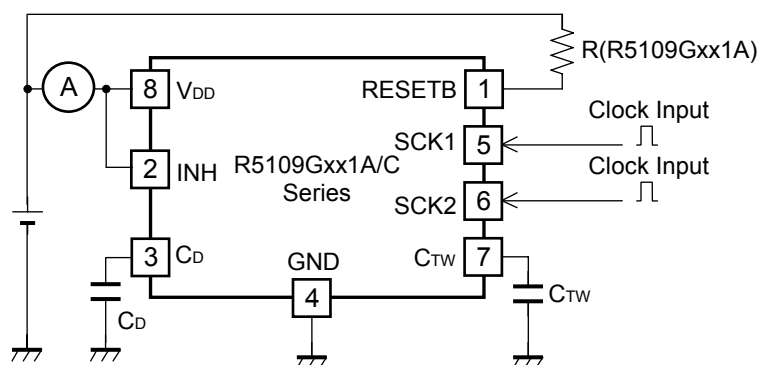 R(R5109Gxx1A)
A
8
VDD
RESETB
1
Clock Input
SCK1
5
2
INH
R5109Gxx1A/C
Series
Clock Input
SCK2
6
3
CD
GND
CTW
7
4
CD
CTW